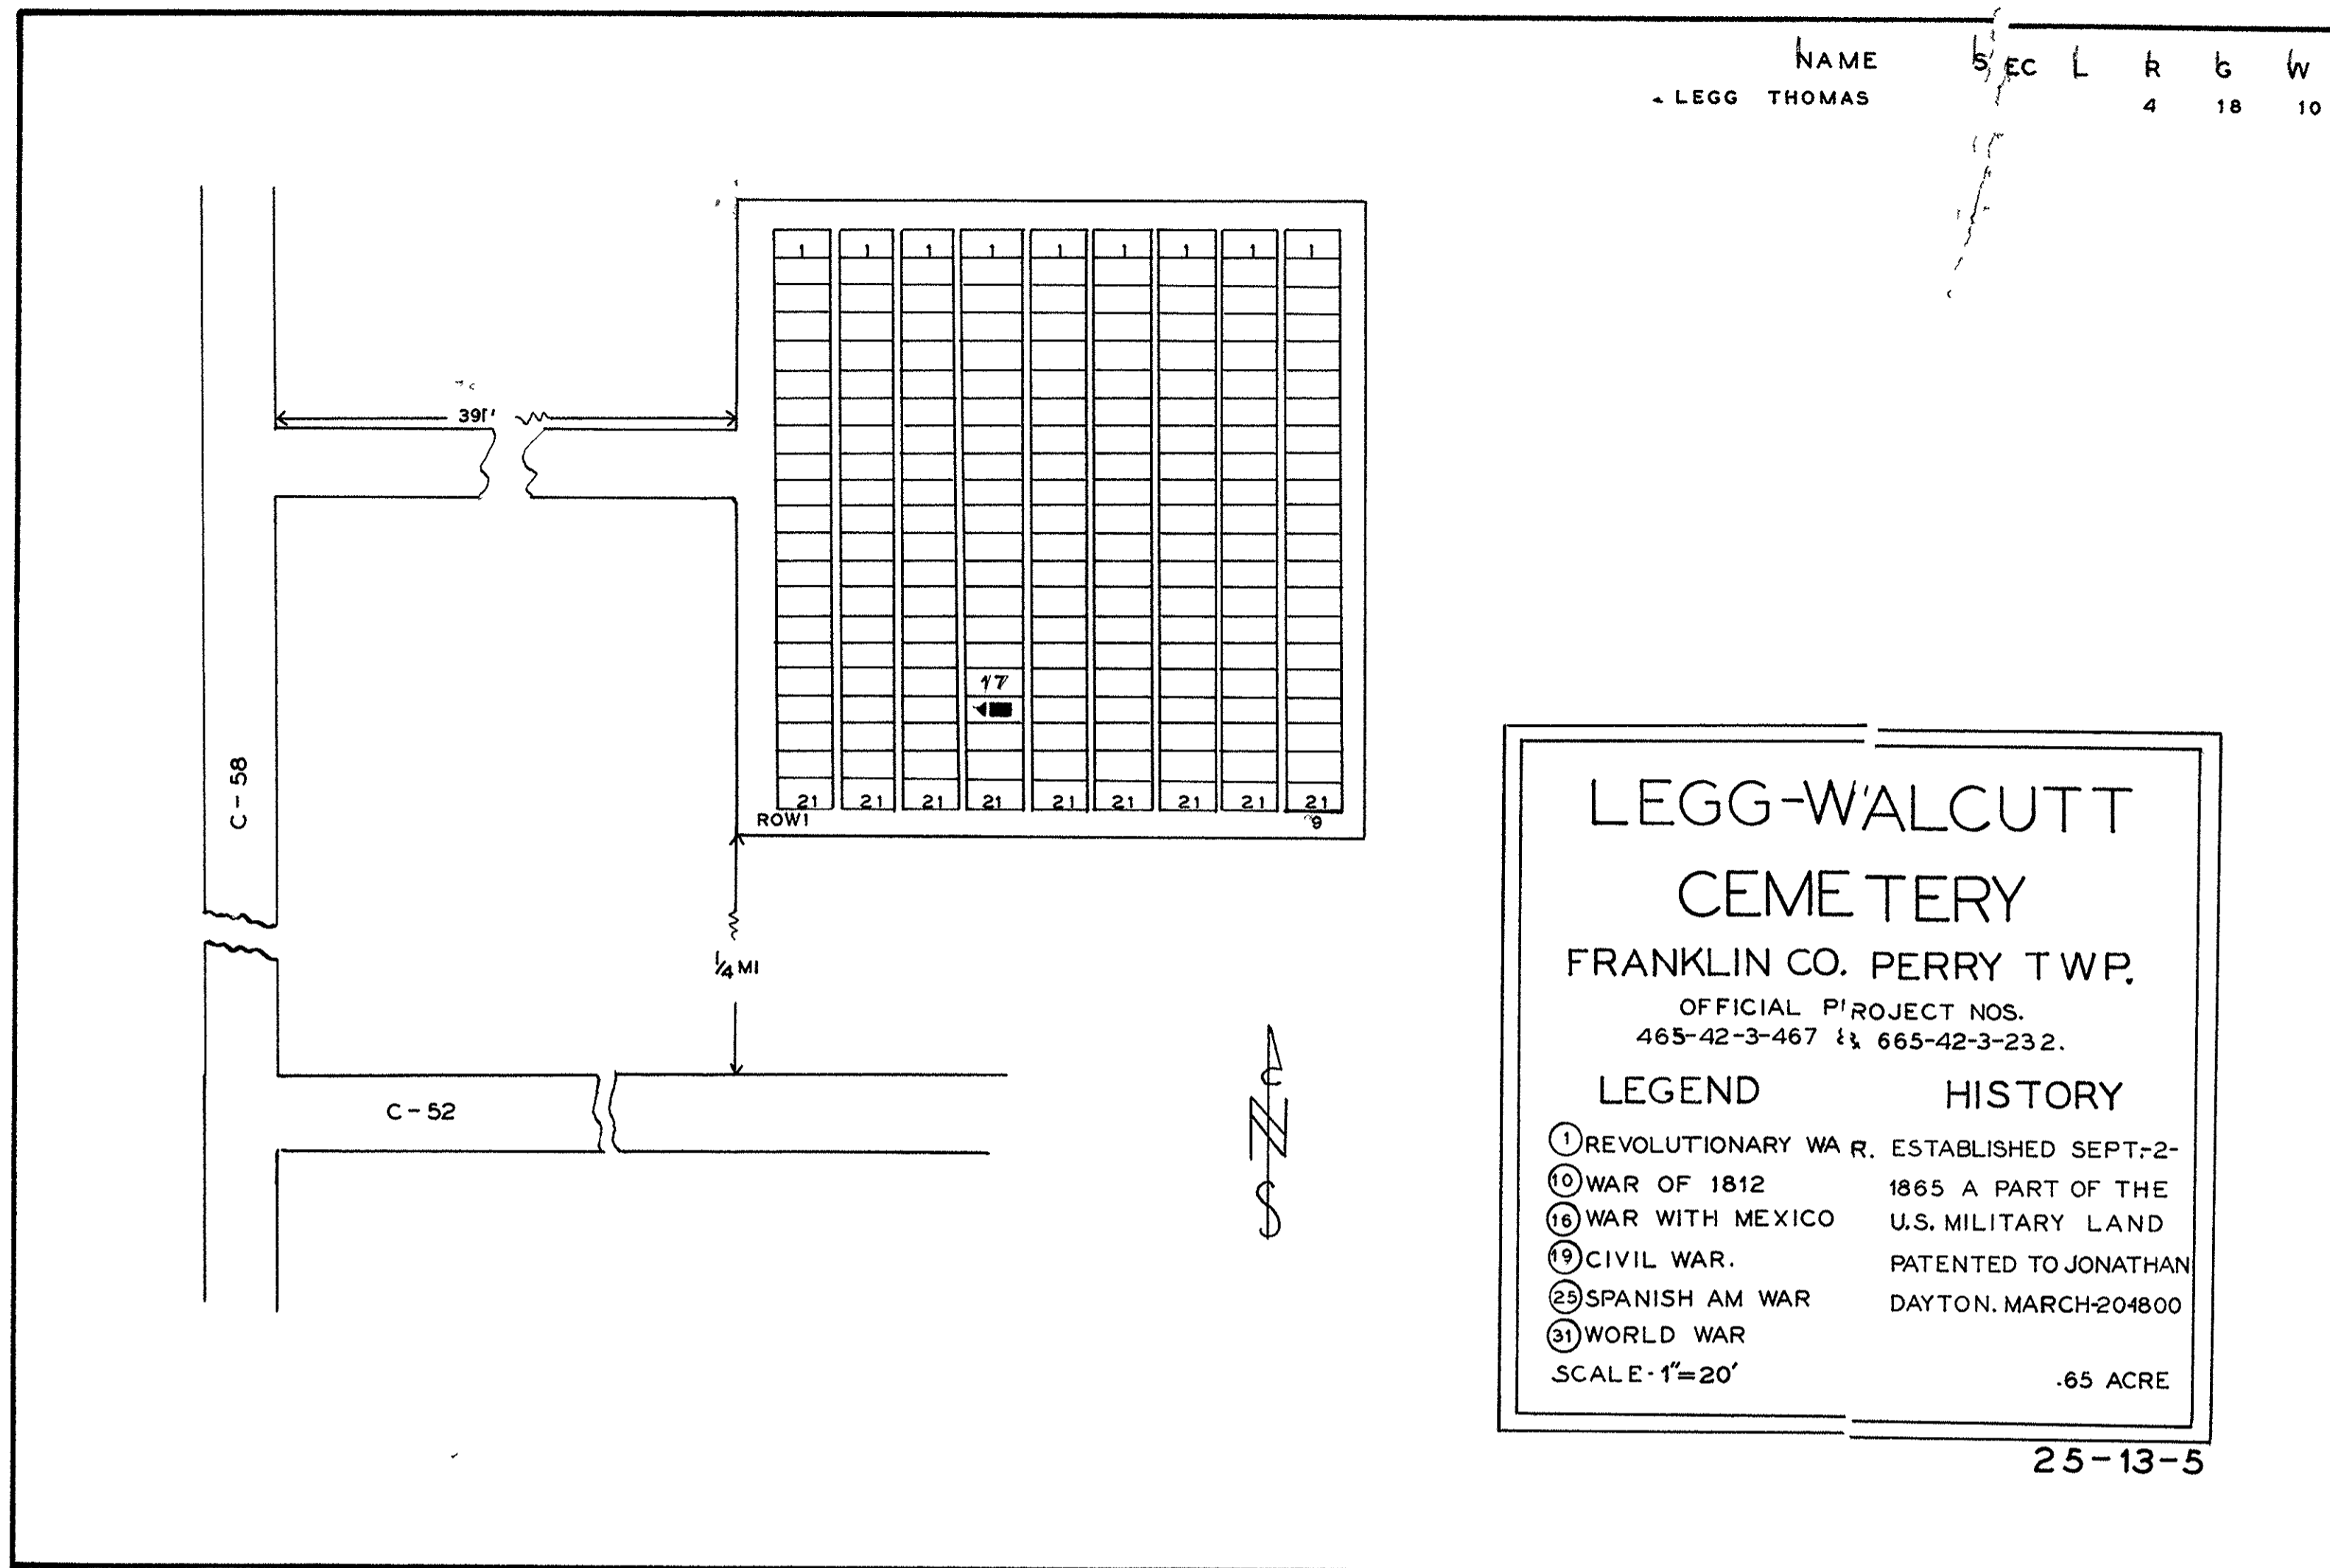 NAME SEC L R G W
LEGG THOMAS 4 18 10
1 1 1 1 1 1 1 1 1
391'
17
C-58
21 21 21 21 21 21 21 21 21
ROW1 9
1/4 MI
C-52
N
S
LEGG-WALCUTT
CEMETERY
FRANKLIN CO. PERRY TWP.
OFFICIAL PROJECT NOS.
465-42-3-467 & 665-42-3-232.
LEGEND
1 REVOLUTIONARY WAR.
10 WAR OF 1812
16 WAR WITH MEXICO
19 CIVIL WAR.
25 SPANISH AM WAR
31 WORLD WAR
SCALE-1"=20'
HISTORY
ESTABLISHED SEPT.-2-
1865 A PART OF THE
U.S. MILITARY LAND
PATENTED TO JONATHAN
DAYTON. MARCH-20-1800
.65 ACRE
25-13-5